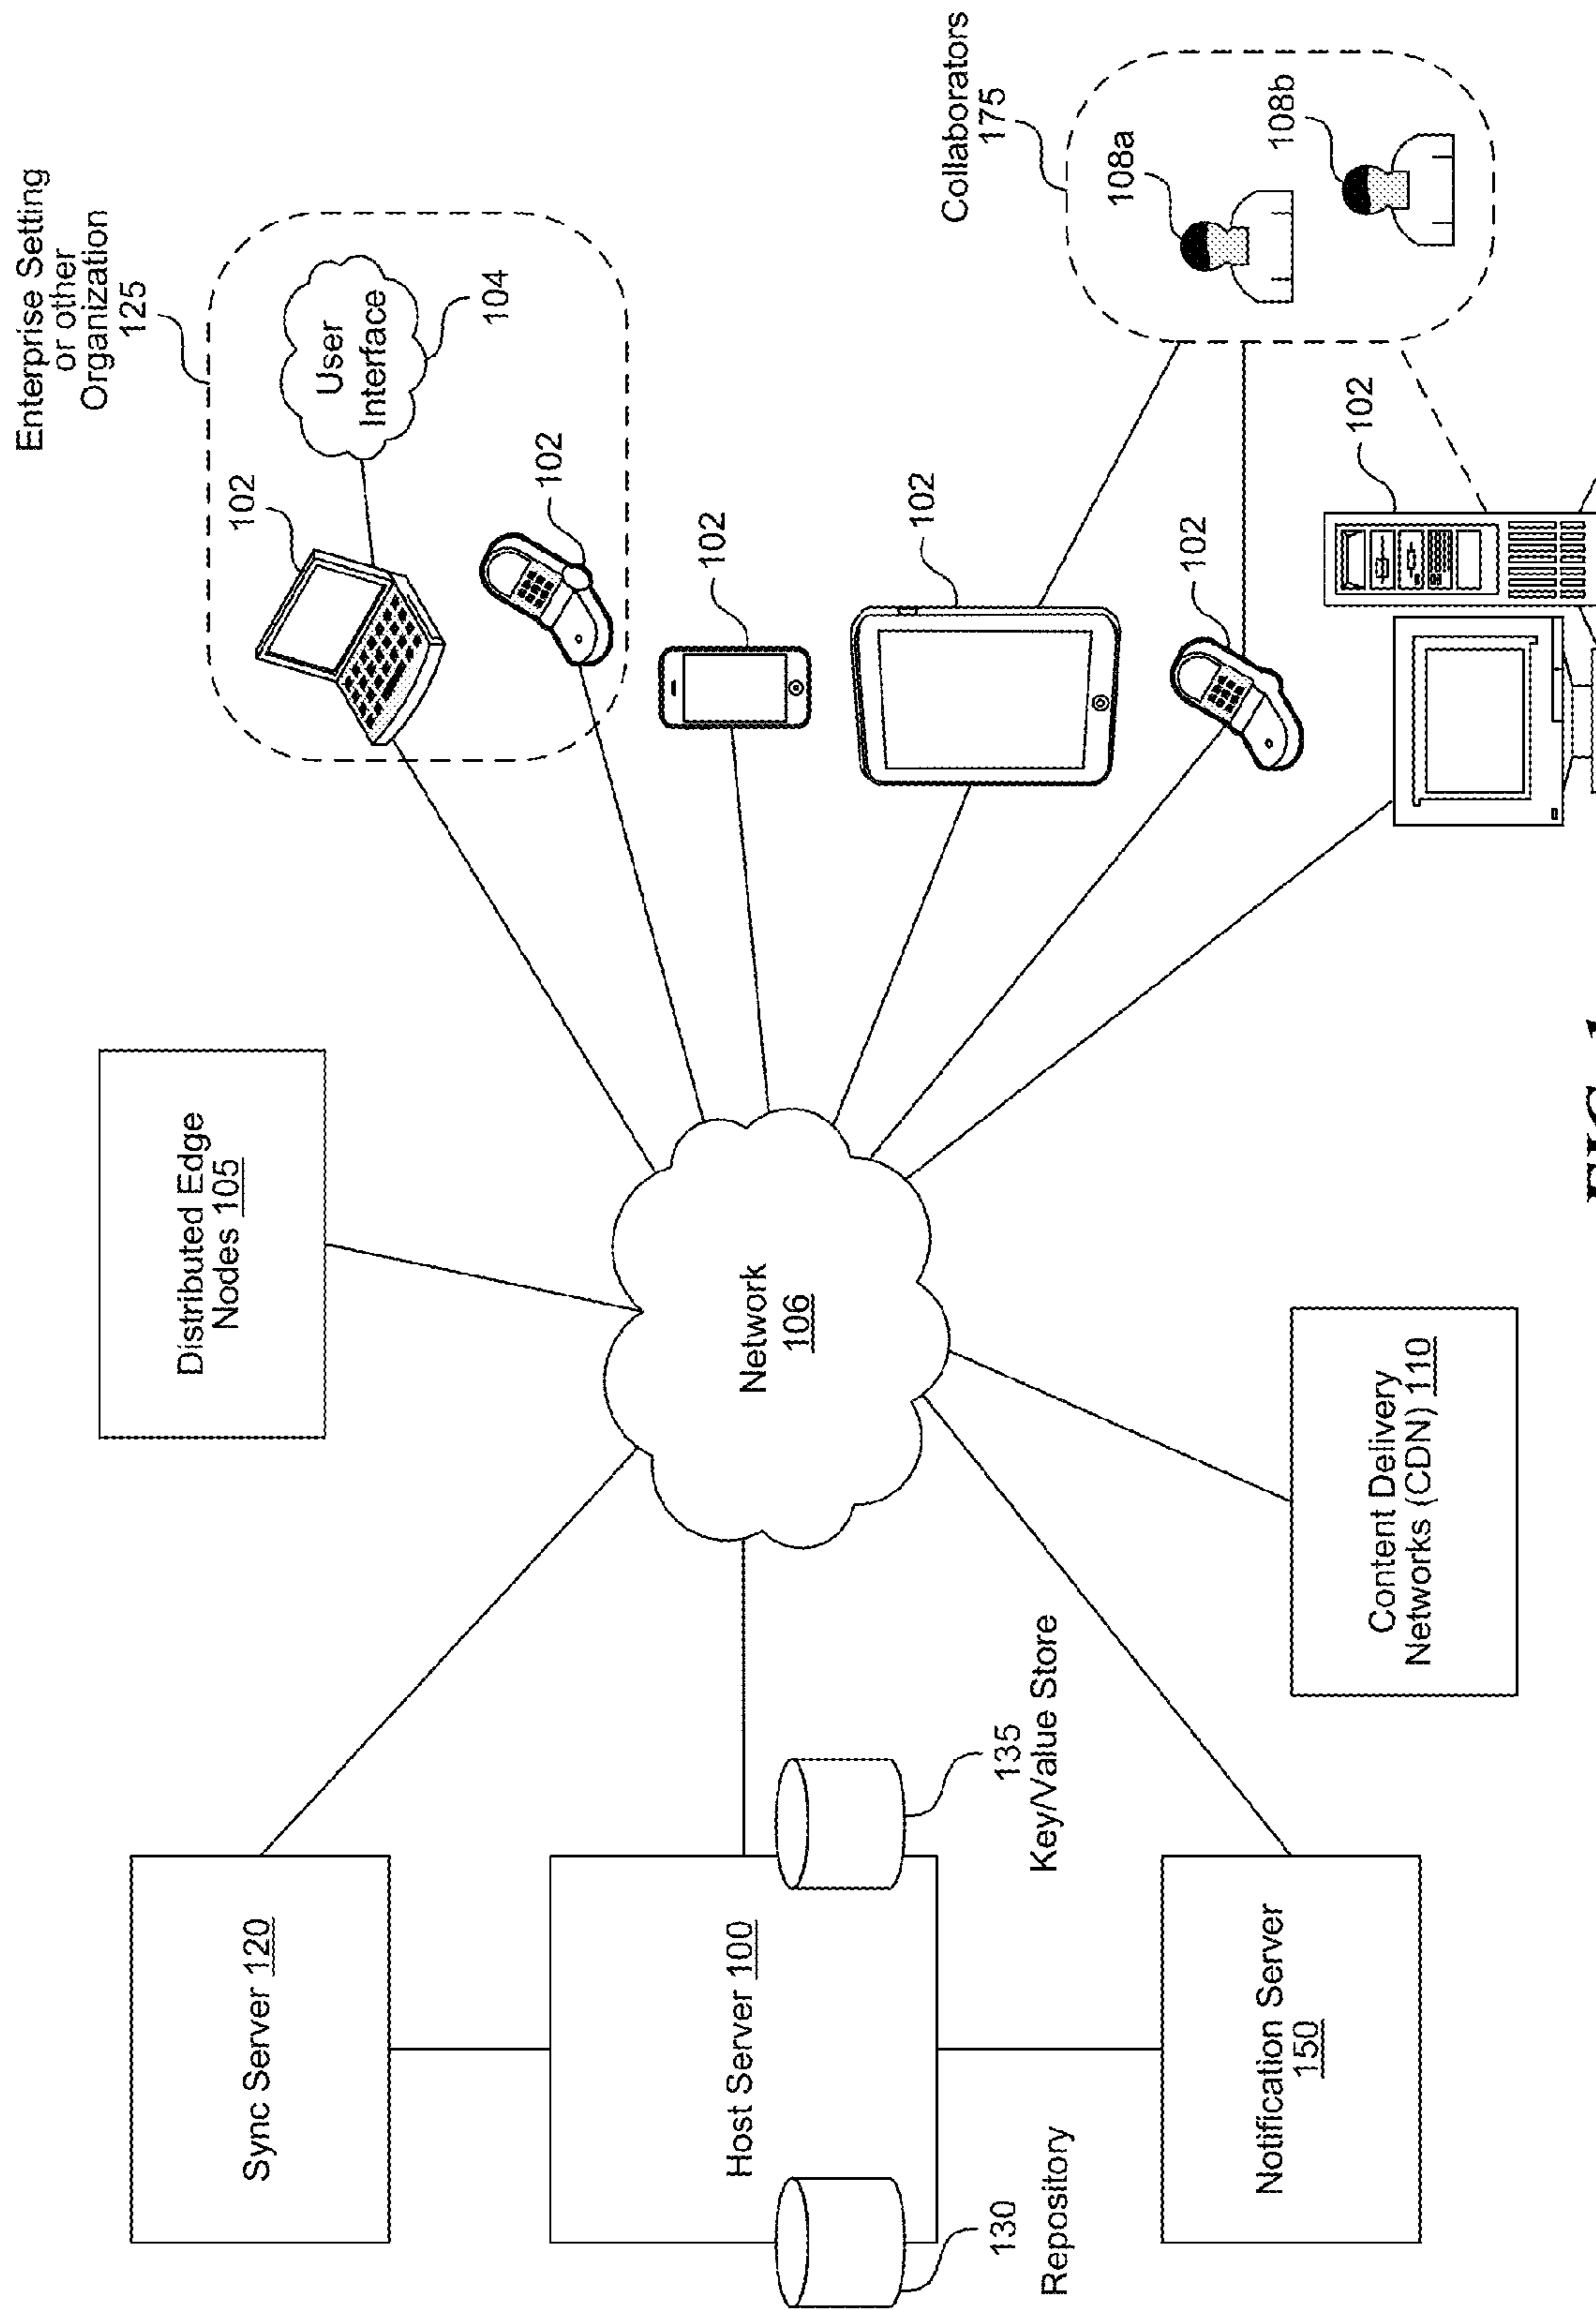 Enterprise Setting
or other
Organization
125
User
Interface
104
102
102
102
102
102
102
Collaborators
175
108a
108b
Distributed Edge
Nodes 105
Network
106
Sync Server 120
Host Server 100
135
Key/Value Store
130
Repository
Notification Server
150
Content Delivery
Networks (CDN) 110